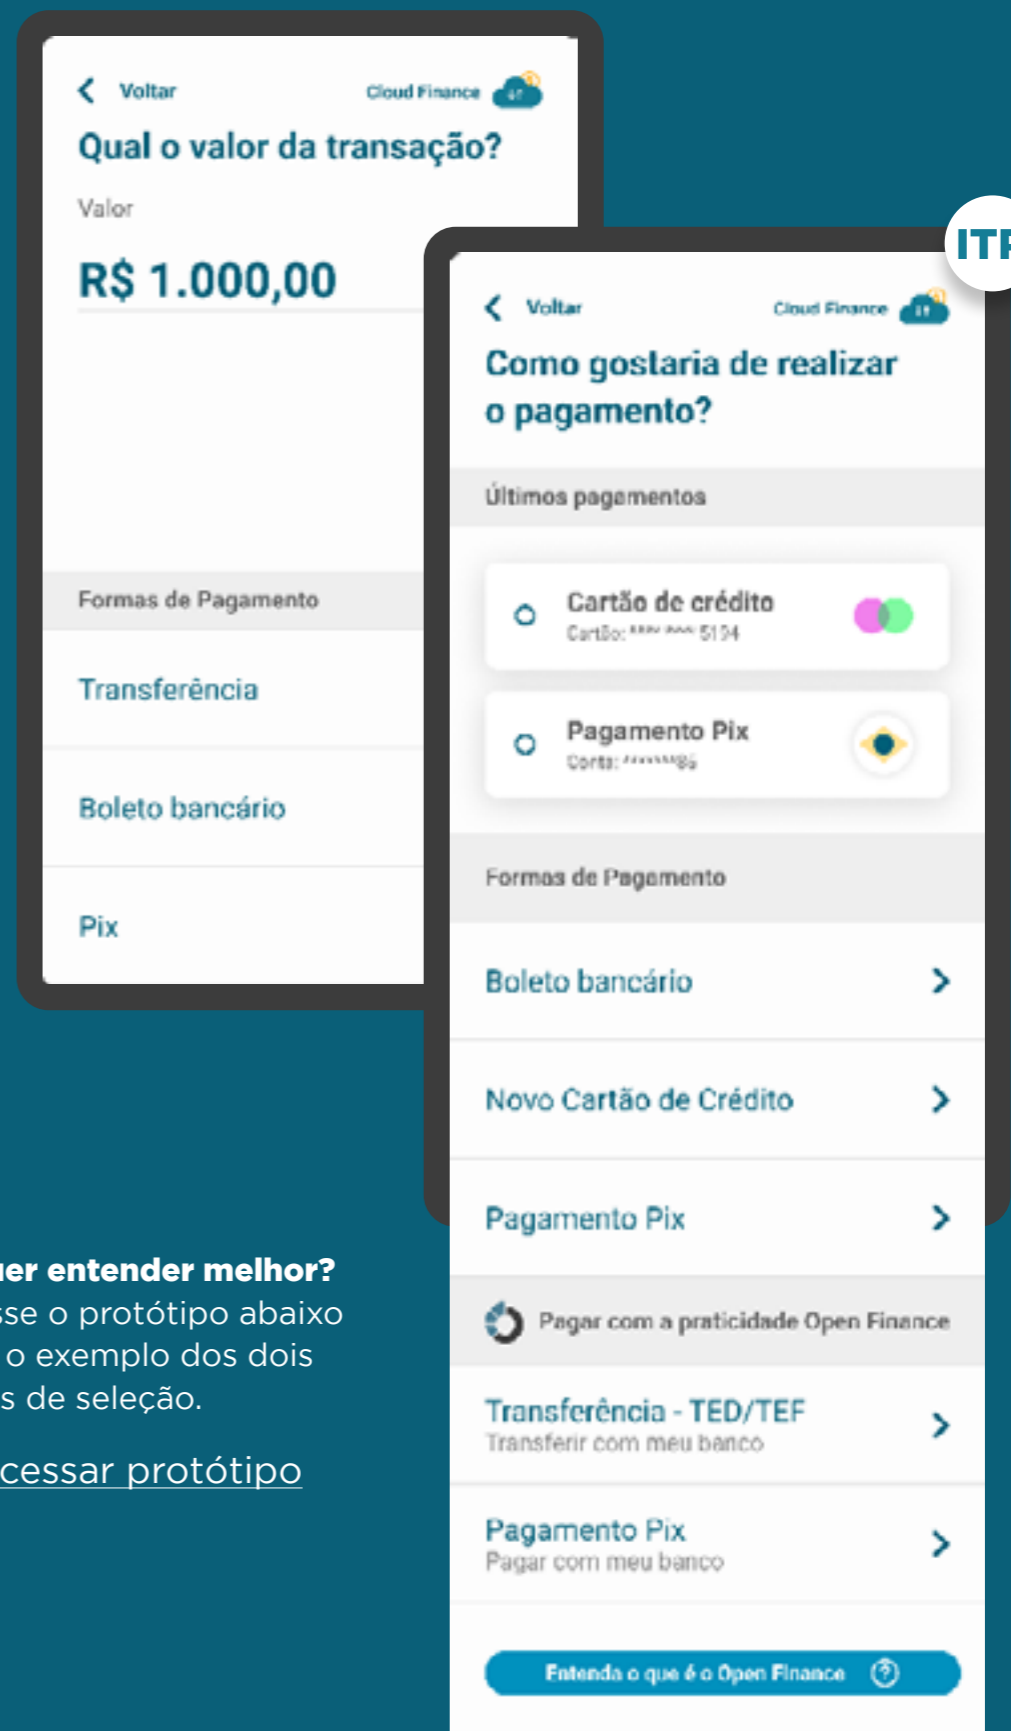 Voltar
Cloud Finance
Qual o valor da transação?
Valor
R$ 1.000,00
Formas de Pagamento
Transferência
Boleto bancário
Pix
Voltar
Cloud Finance
Como gostaria de realizar
o pagamento?
Últimos pagamentos
Cartão de crédito
Cartão: **** **** 5194
Pagamento Pix
Conta: *******86
Formas de Pagamento
Boleto bancário
Novo Cartão de Crédito
Pagamento Pix
Pagar com a praticidade Open Finance
Transferência - TED/TEF
Transferir com meu banco
Pagamento Pix
Pagar com meu banco
Entenda o que é o Open Finance
entender melhor?
o protótipo abaixo
o exemplo dos dois
de seleção.
protótipo